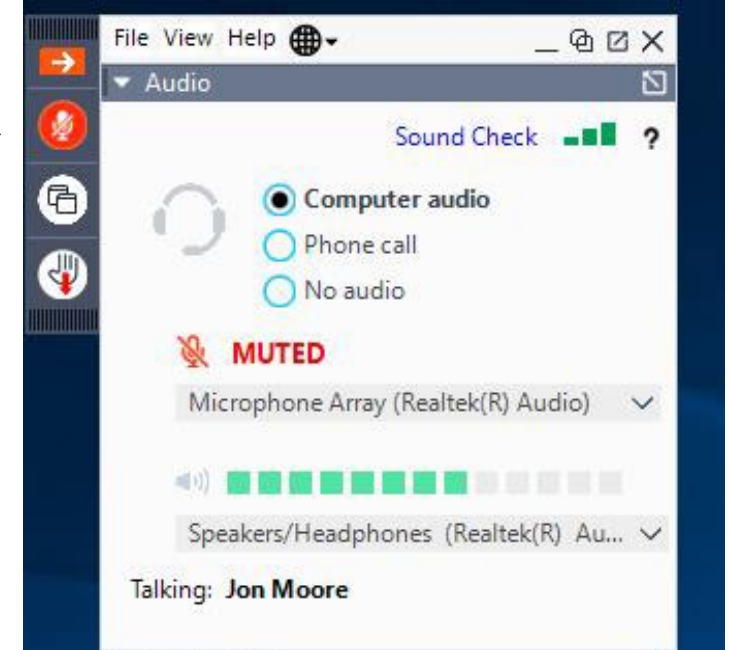 File View Help
Audio
Sound Check ?
Computer audio
Phone call
No audio
MUTED
Microphone Array (Realtek(R) Audio)
Speakers/Headphones (Realtek(R) Au...
Talking: Jon Moore